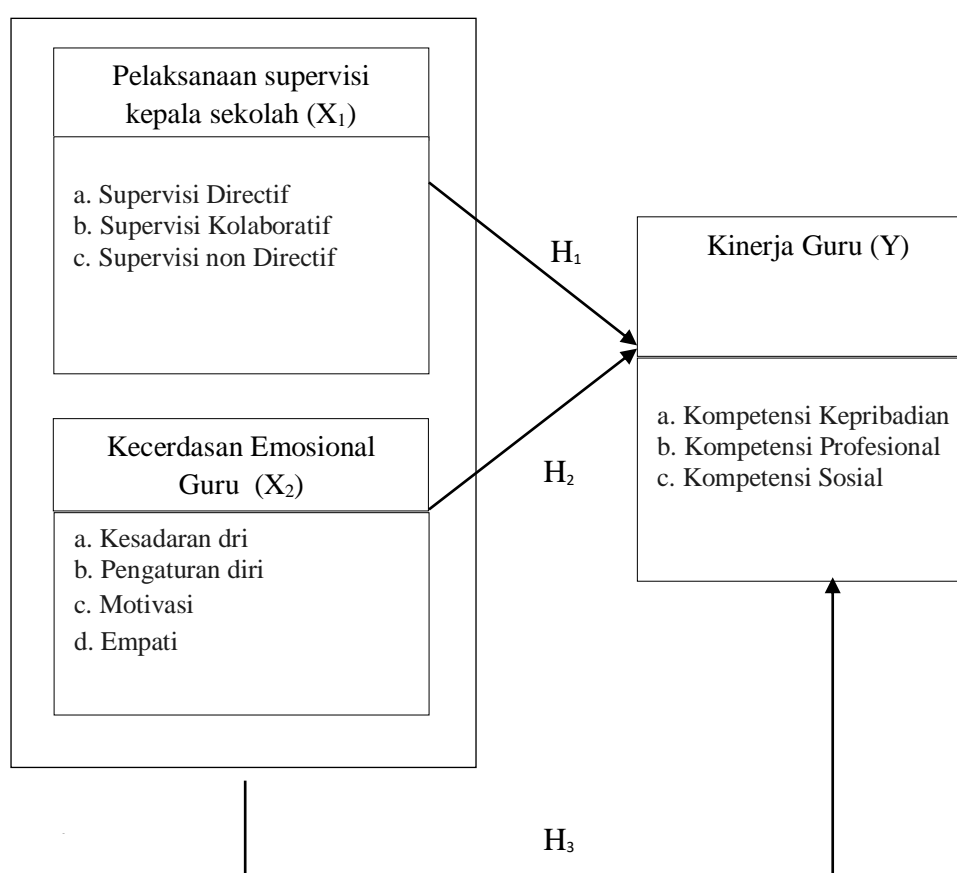 Pelaksanaan supervisi
kepala sekolah (X₁)
a. Supervisi Directif
b. Supervisi Kolaboratif
c. Supervisi non Directif
H₁
Kinerja Guru (Y)
a. Kompetensi Kepribadian
b. Kompetensi Profesional
c. Kompetensi Sosial
Kecerdasan Emosional
Guru (X₂)
H₂
a. Kesadaran dri
b. Pengaturan diri
c. Motivasi
d. Empati
H₃